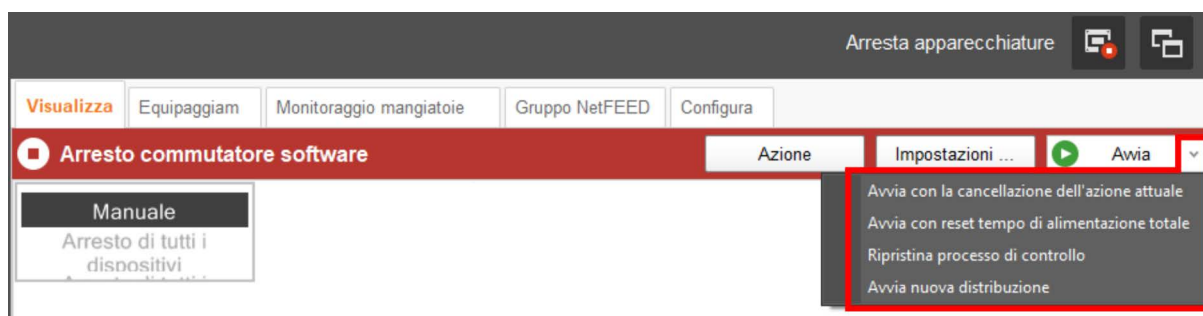 Arresta apparecchiature
Visualizza Equipaggiam Monitoraggio mangiatoie Gruppo NetFEED Configura
Arresto commutatore software Azione Impostazioni ... Avvia
Avvia con la cancellazione dell'azione attuale
Avvia con reset tempo di alimentazione totale
Ripristina processo di controllo
Avvia nuova distribuzione
Manuale
Arresto di tutti i
dispositivi